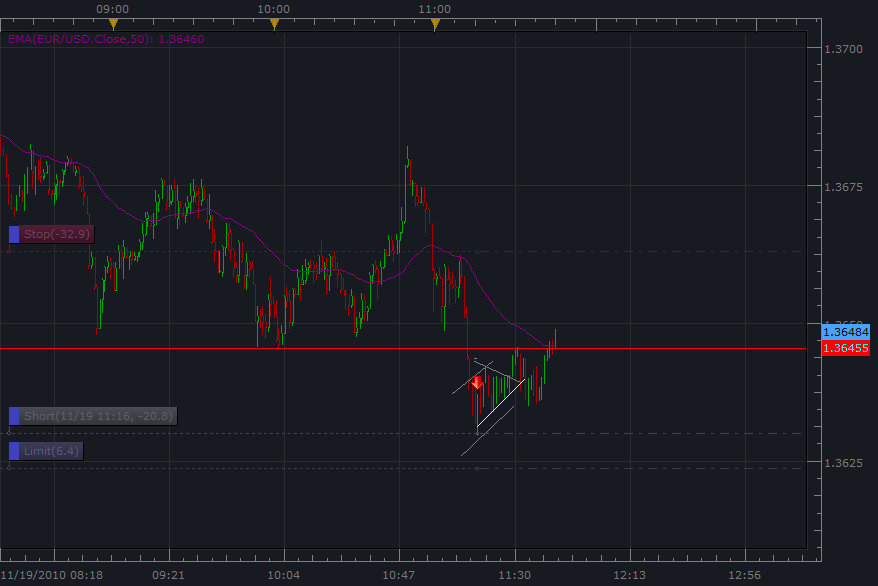 09:00 10:00 11:00
EMA(EUR/USD.Close,50): 1.36460
1.3700
1.3675
Stop(-32.9)
1.3650
1.36484
1.36455
Short(11/19 11:16, -20.8)
Limit(6.4)
1.3625
11/19/2010 08:18 09:21 10:04 10:47 11:30 12:13 12:56